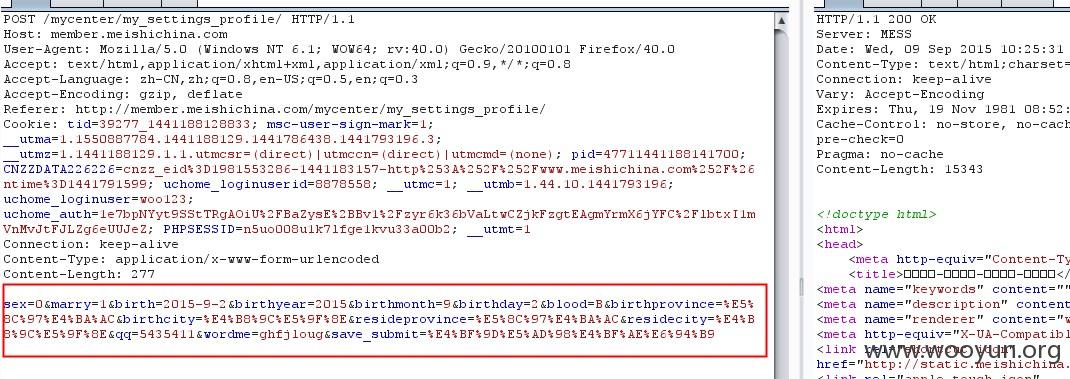 POST /mycenter/my_settings_profile/ HTTP/1.1
Host: member.meishichina.com
User-Agent: Mozilla/5.0 (Windows NT 6.1; WOW64; rv:40.0) Gecko/20100101 Firefox/40.0
Accept: text/html,application/xhtml+xml,application/xml;q=0.9,*/*;q=0.8
Accept-Language: zh-CN,zh;q=0.8,en-US;q=0.5,en;q=0.3
Accept-Encoding: gzip, deflate
Referer: http://member.meishichina.com/mycenter/my_settings_profile/
Cookie: tid=39277_1441188128833; msc-user-sign-mark=1;
__utma=1.1550887784.1441188129.1441786438.1441793196.3;
__utmz=1.1441188129.1.1.utmcsr=(direct)|utmccn=(direct)|utmcmd=(none); pid=47711441188141700;
CNZZDATA226226=cnzz_eid%3D1981553286-1441183157-http%253A%252F%252Fwww.meishichina.com%252F%26
ntime%3D1441791599; uchome_loginuserid=8878558; __utmc=1; __utmb=1.44.10.1441793196;
uchome_loginuser=woo123;
uchome_auth=1e7bpNYyt9SStTRgAOiU%2FBaZysE%2BBv1%2Fzyr6k36bVaLtwCZjkFzgtEAgmYrmX6jYFC%2FlbtxIlm
VnMvJtFJLZg6eUUJeZ; PHPSESSID=n5uo008u1k7lfge1kvu33a00b2; __utmt=1
Connection: keep-alive
Content-Type: application/x-www-form-urlencoded
Content-Length: 277
sex=0&marry=1&birth=2015-9-2&birthyear=2015&birthmonth=9&birthday=2&blood=B&birthprovince=%E5%
8C%97%E4%BA%AC&birthcity=%E4%B8%9C%E5%9F%8E&resideprovince=%E5%8C%97%E4%BA%AC&residecity=%E4%B
8%9C%E5%9F%8E&qq=5435411&wordme=ghfjloug&save_submit=%E4%BF%9D%E5%AD%98%E4%BF%AE%E6%94%B9
HTTP/1.1 200 OK
Server: MESS
Date: Wed, 09 Sep 2015 10:25:31
Content-Type: text/html;charset=
Connection: keep-alive
Vary: Accept-Encoding
Expires: Thu, 19 Nov 1981 08:52:
Cache-Control: no-store, no-cach
pre-check=0
Pragma: no-cache
Content-Length: 15343
<!doctype html>
<html>
<head>
<meta http-equiv="Content-Ty
<title>□□□□-□□□□-□□□□-□□□□</
<meta name="keywords" content=""
<meta name="description" content
<meta name="renderer" content="w
<meta http-equiv="X-UA-Compatibl
<link
href="http://static.meishichina.
www.wooyun.org